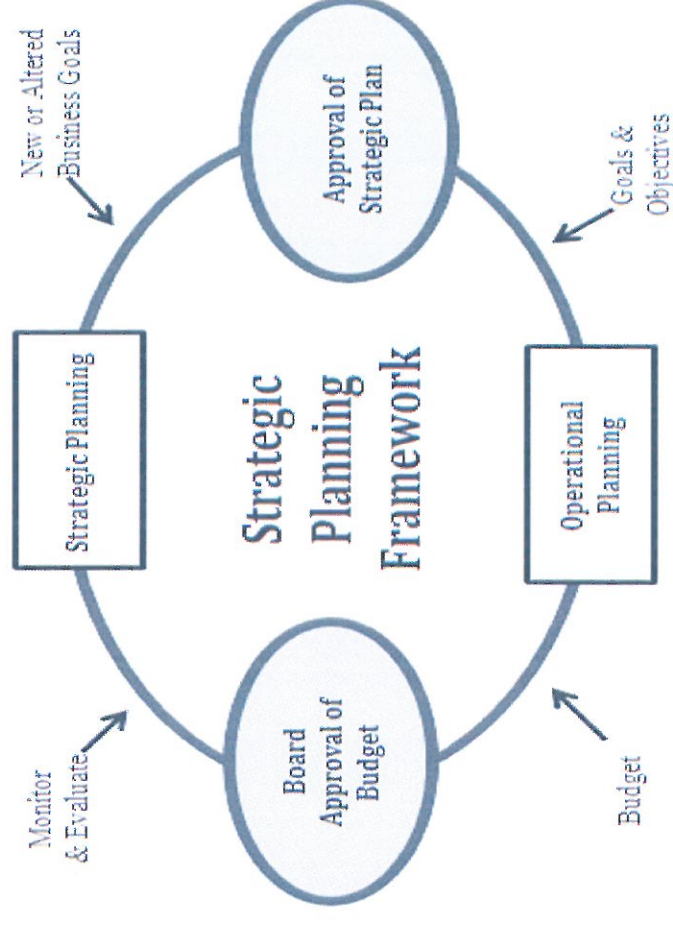 Monitor
& Evaluate
Strategic Planning
New or Altered
Business Goals
Board
Approval of
Budget
Strategic
Planning
Framework
Approval of
Strategic Plan
Budget
Operational
Planning
Goals &
Objectives